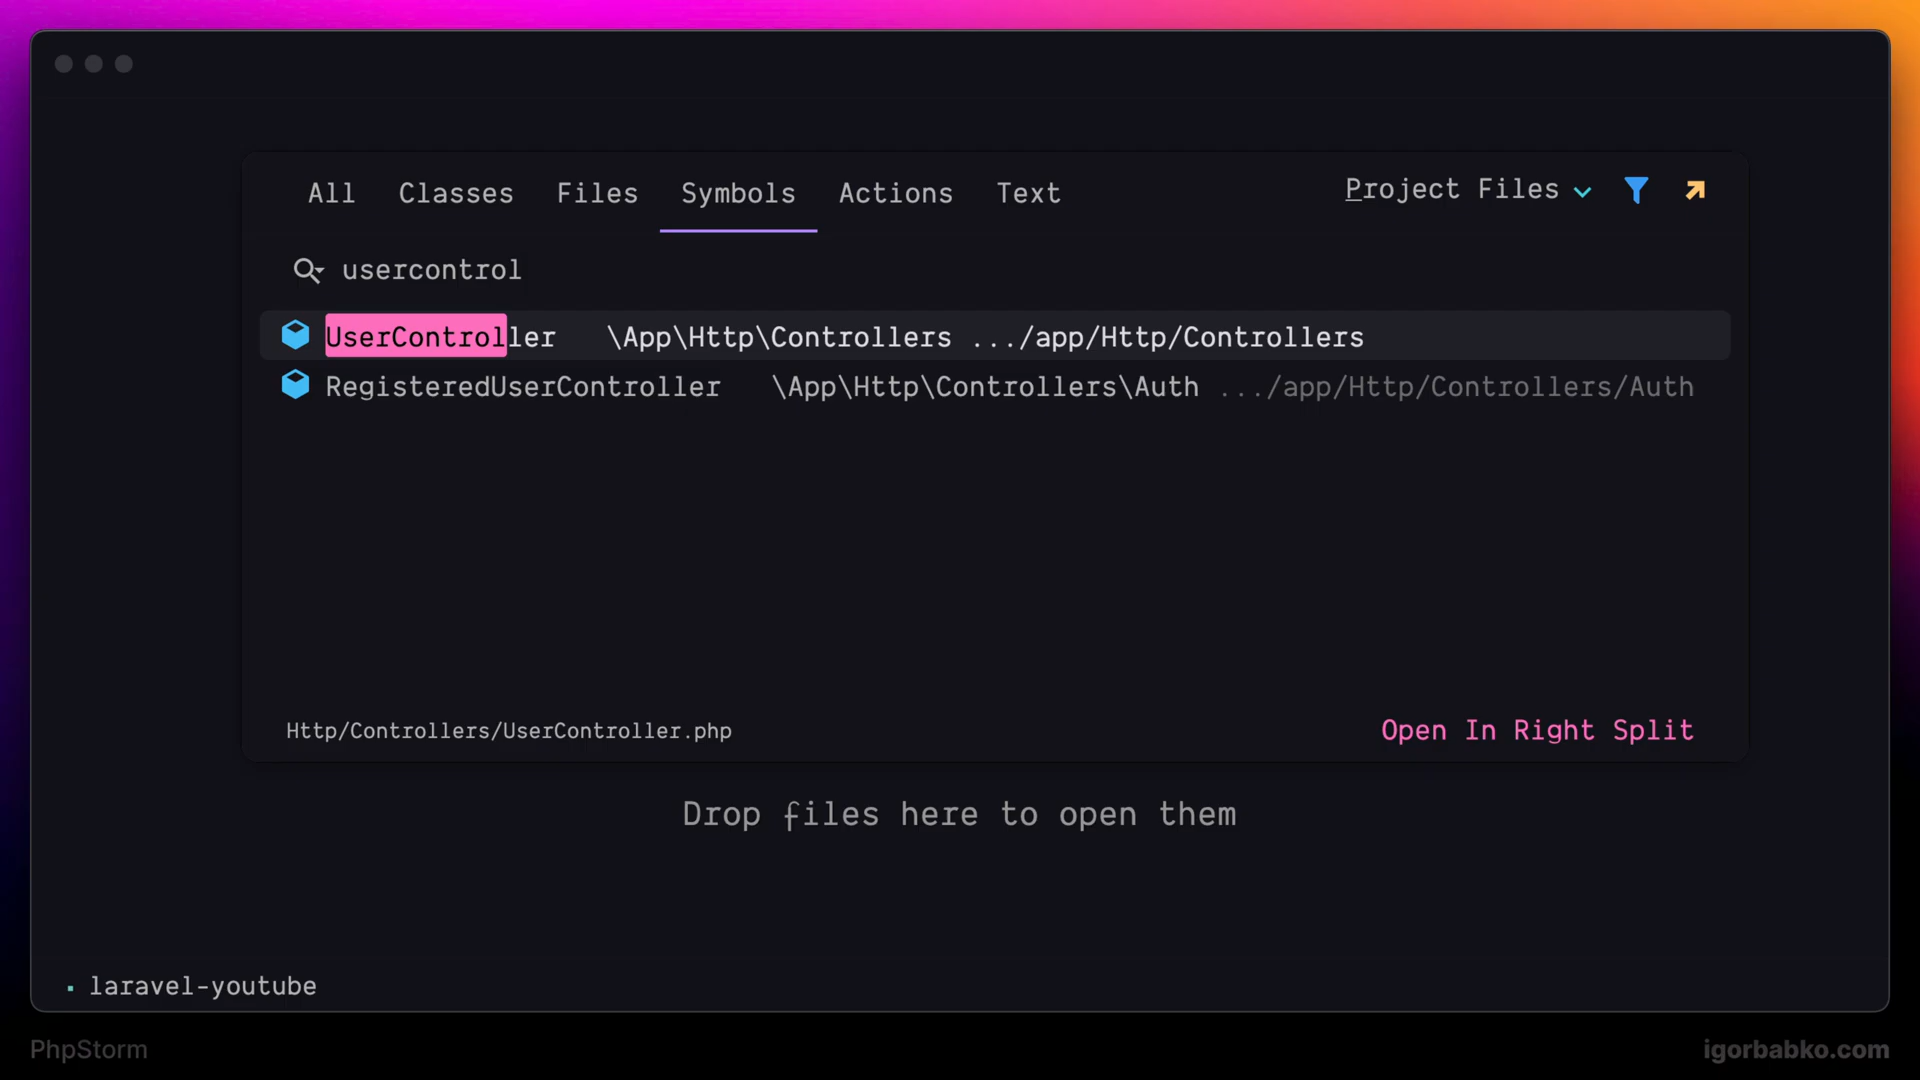 All Classes Files Symbols Actions Text Project Files
usercontrol
UserController \App\Http\Controllers .../app/Http/Controllers
RegisteredUserController \App\Http\Controllers\Auth .../app/Http/Controllers/Auth
Http/Controllers/UserController.php Open In Right Split
Drop files here to open them
laravel-youtube
PhpStorm igorbabko.com